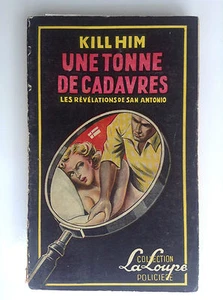 KILL HIM
UNE TONNE
DE CADAVRES
LES RÉVÉLATIONS DE SAN ANTONIO
COLLECTION
La Loupe
POLICIÈRE